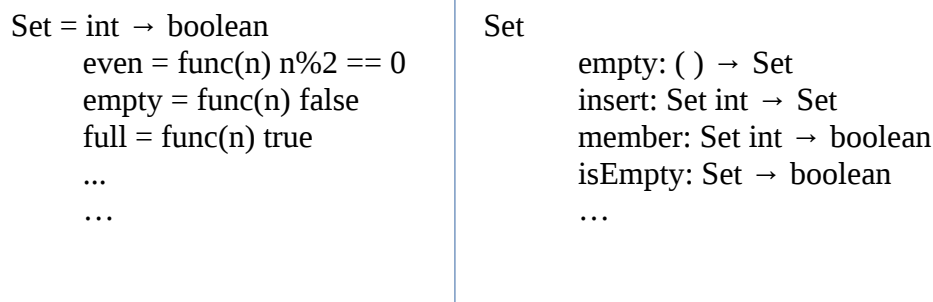 Set = int → boolean
even = func(n) n%2 == 0
empty = func(n) false
full = func(n) true
...
…
Set
empty: ( ) → Set
insert: Set int → Set
member: Set int → boolean
isEmpty: Set → boolean
…